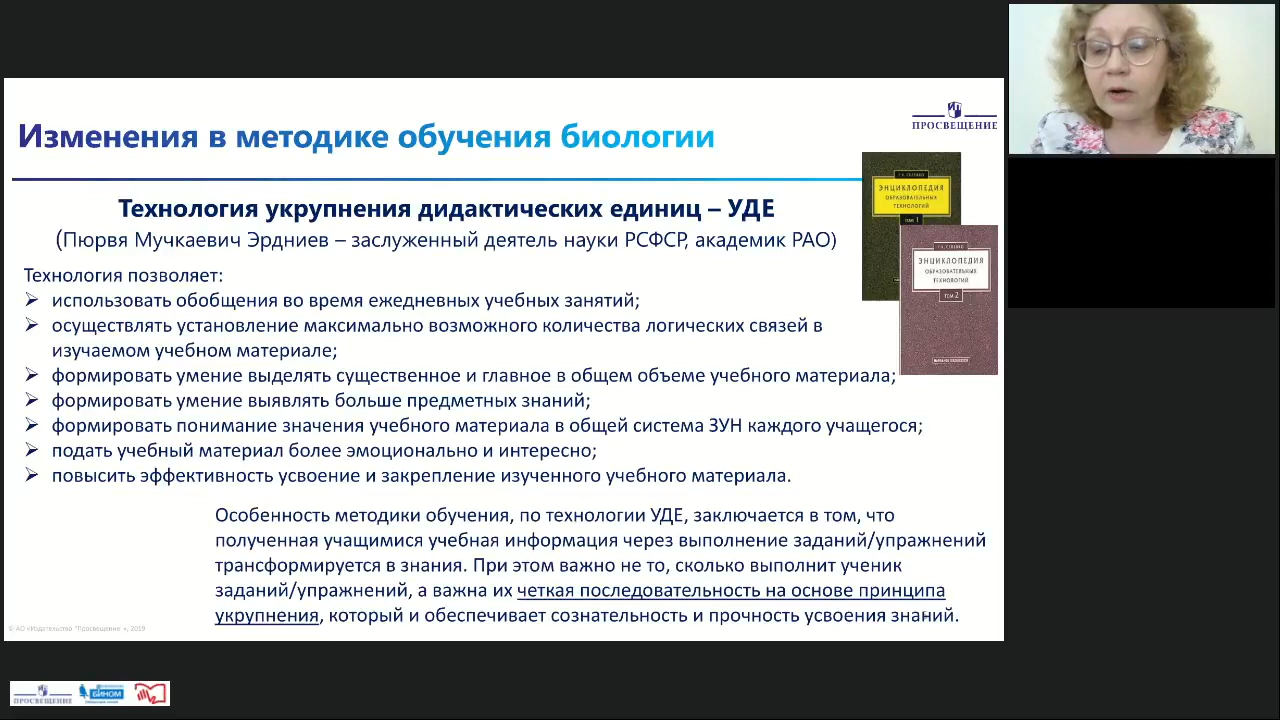 Изменения в методике обучения биологии
ПРОСВЕЩЕНИЕ
Технология укрупнения дидактических единиц – УДЕ
(Пюрвя Мучкаевич Эрдниев – заслуженный деятель науки РСФСР, академик РАО)
ЭНЦИКЛОПЕДИЯ
ОБРАЗОВАТЕЛЬНЫХ
ТЕХНОЛОГИЙ
ТОМ 1
ЭНЦИКЛОПЕДИЯ
ОБРАЗОВАТЕЛЬНЫХ
ТЕХНОЛОГИЙ
ТОМ 2
Технология позволяет:
использовать обобщения во время ежедневных учебных занятий;
осуществлять установление максимально возможного количества логических связей в
изучаемом учебном материале;
формировать умение выделять существенное и главное в общем объеме учебного материала;
формировать умение выявлять больше предметных знаний;
формировать понимание значения учебного материала в общей система ЗУН каждого учащегося;
подать учебный материал более эмоционально и интересно;
повысить эффективность усвоение и закрепление изученного учебного материала.
Особенность методики обучения, по технологии УДЕ, заключается в том, что
полученная учащимися учебная информация через выполнение заданий/упражнений
трансформируется в знания. При этом важно не то, сколько выполнит ученик
заданий/упражнений, а важна их четкая последовательность на основе принципа
укрупнения, который и обеспечивает сознательность и прочность усвоения знаний.
© АО «Издательство "Просвещение"», 2019
ПРОСВЕЩЕНИЕ
БИНОМ